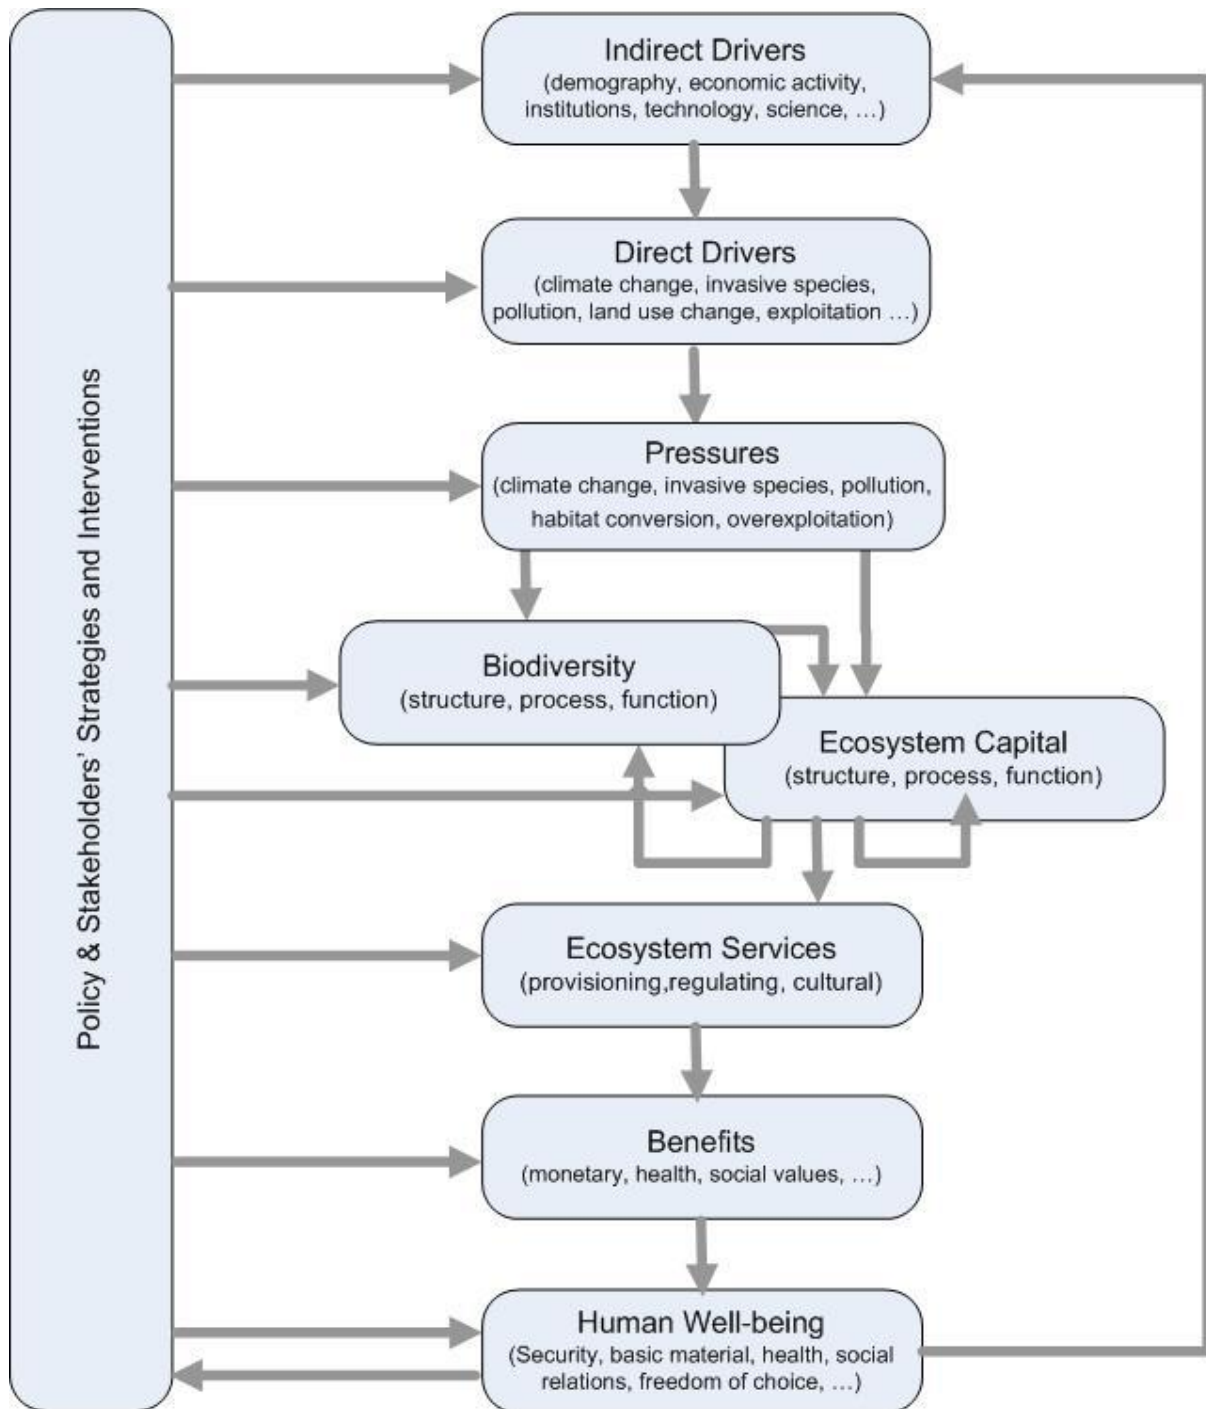 Policy & Stakeholders’ Strategies and Interventions
Indirect Drivers
(demography, economic activity,
institutions, technology, science, …)
Direct Drivers
(climate change, invasive species,
pollution, land use change, exploitation …)
Pressures
(climate change, invasive species, pollution,
habitat conversion, overexploitation)
Biodiversity
(structure, process, function)
Ecosystem Capital
(structure, process, function)
Ecosystem Services
(provisioning,regulating, cultural)
Benefits
(monetary, health, social values, …)
Human Well-being
(Security, basic material, health, social
relations, freedom of choice, …)